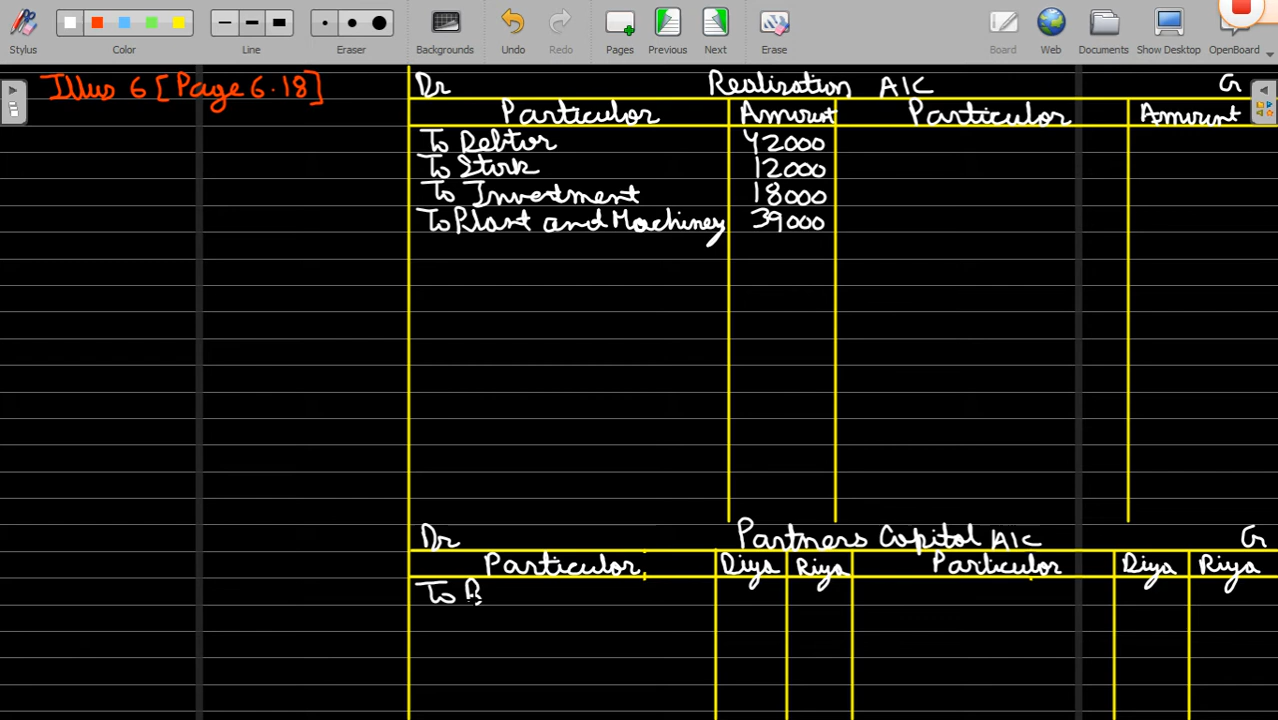 Stylus Color Line Eraser Backgrounds Undo Redo Pages Previous Next Erase Board Web Documents Show Desktop OpenBoard
Illus 6 [Page 6.18]
Dr Realisation A/C Cr
Particular Amount Particular Amount
To Debtor 42000
To Stock 12000
To Investment 18000
To Plant and Machiney 39000
Dr Partners Capital A/C Cr
Particular Diya Riya Particular Diya Riya
To B